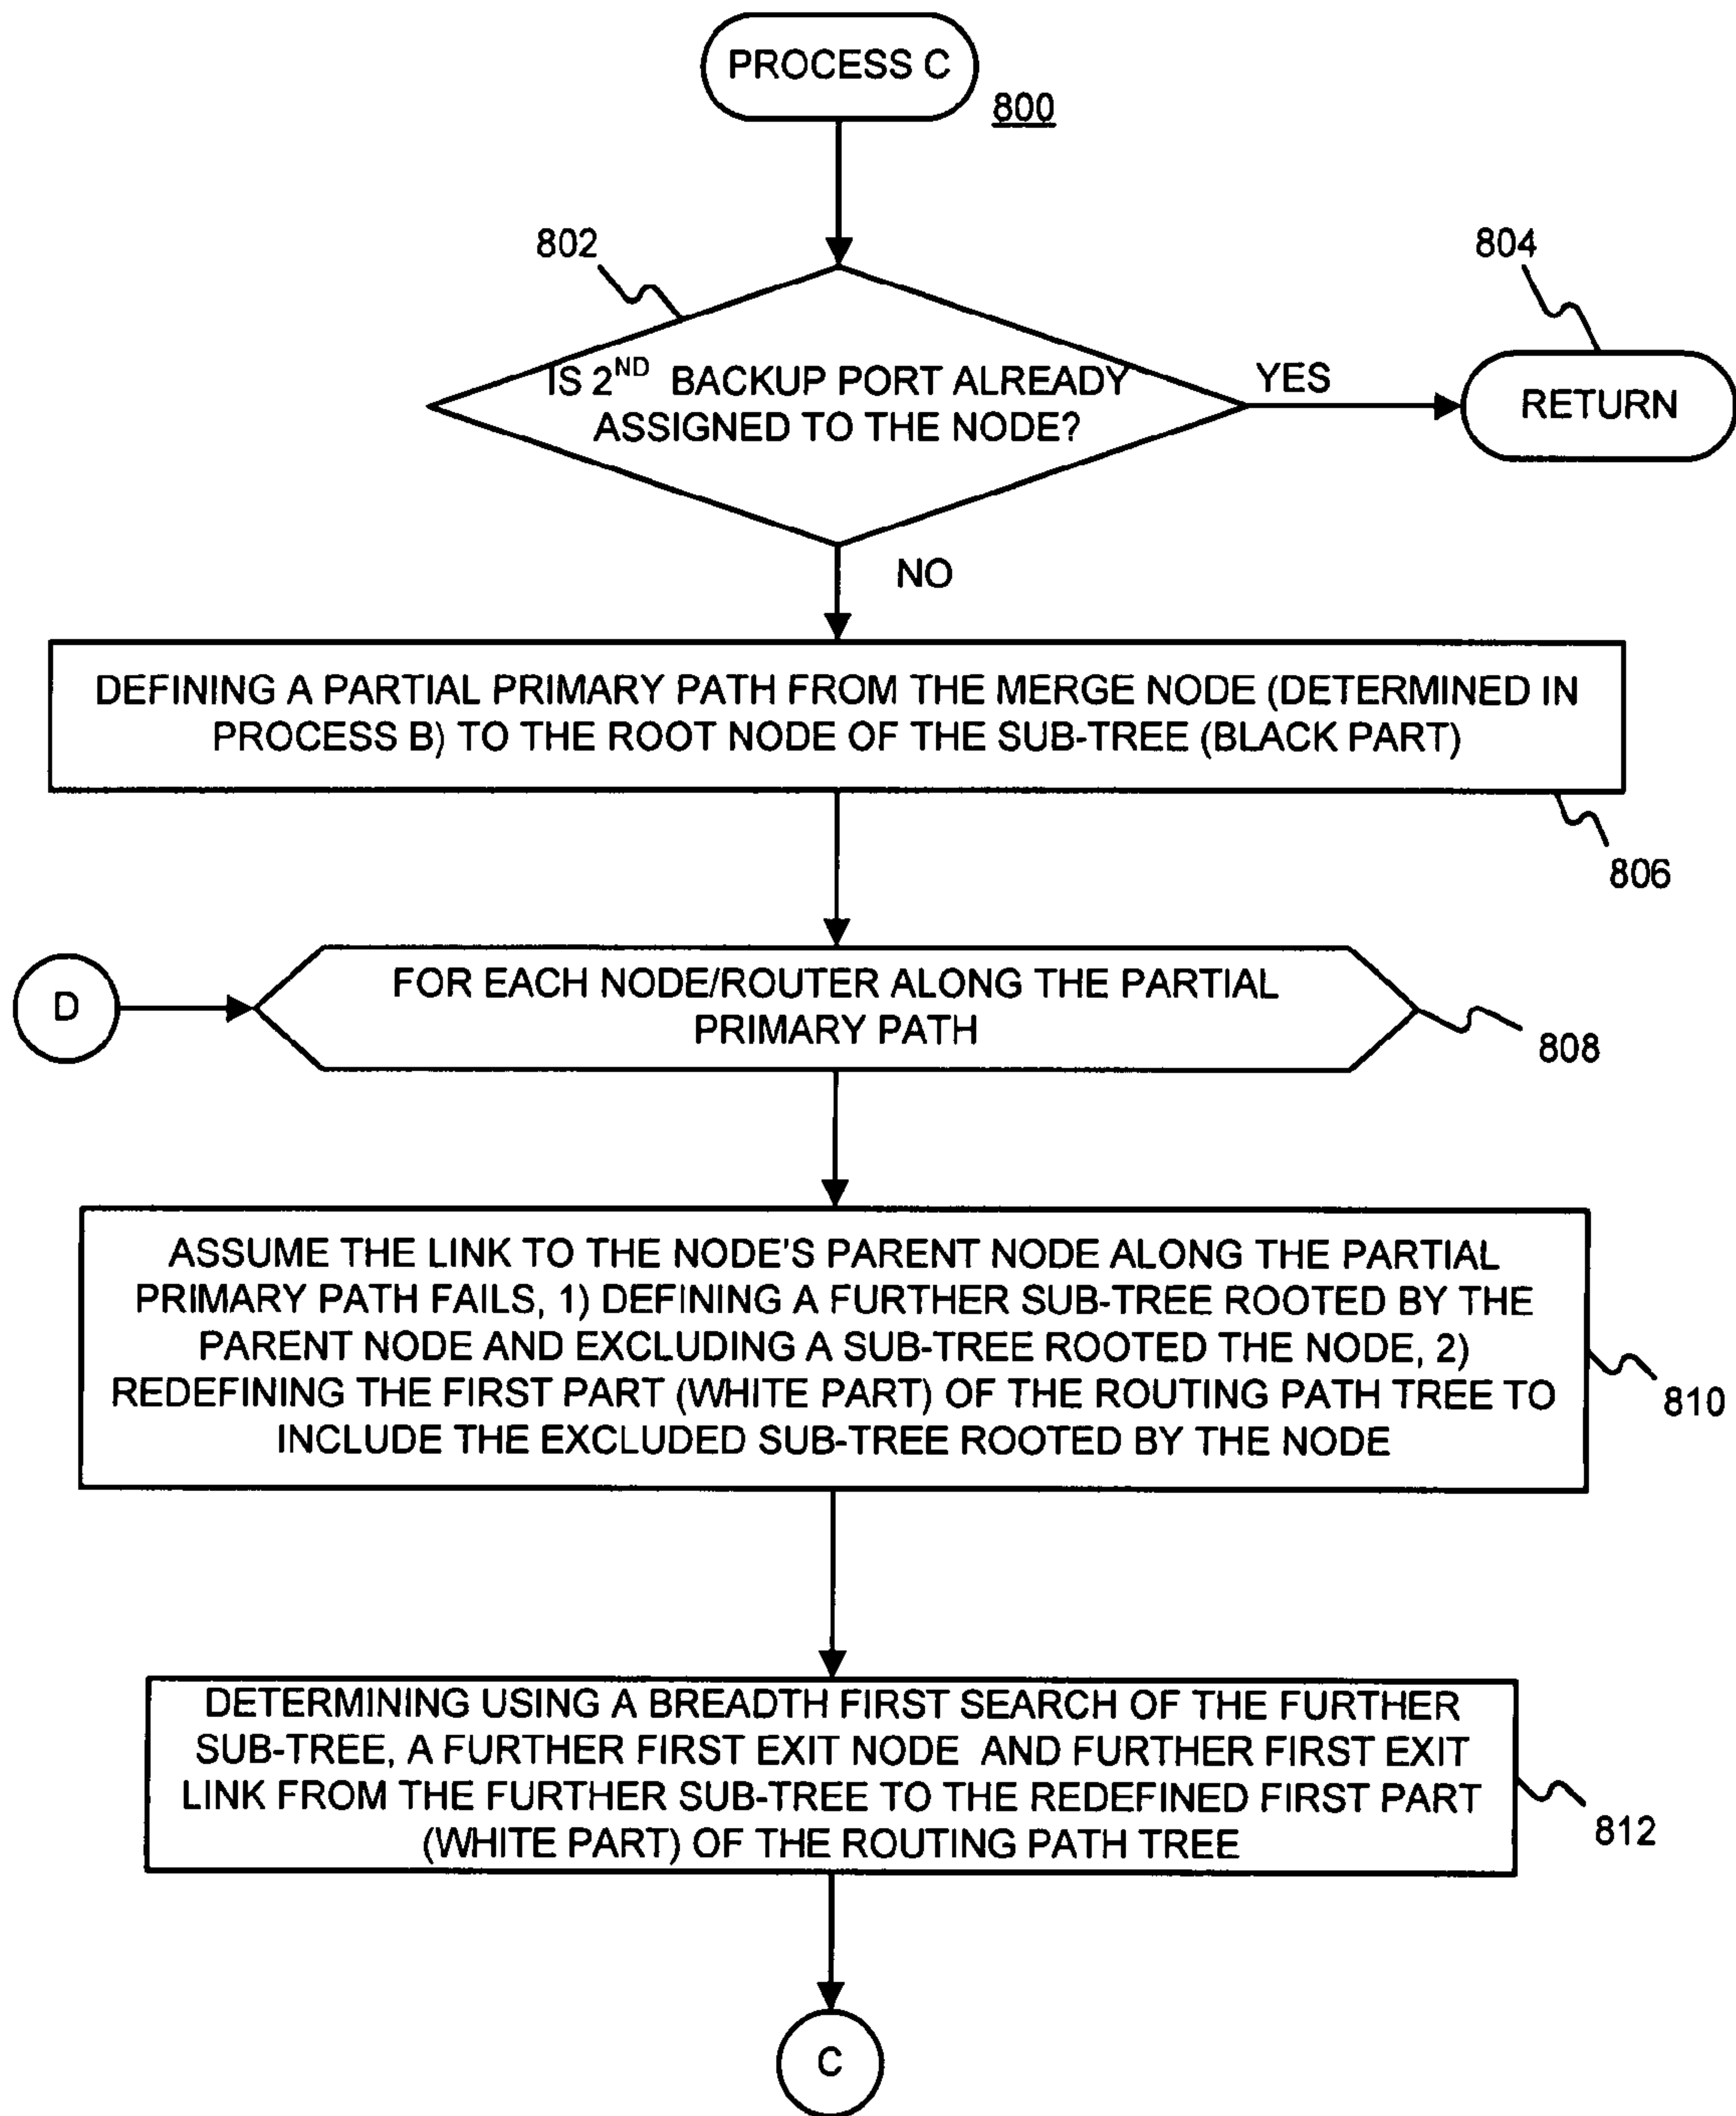 PROCESS C
800
802
804
IS 2ND BACKUP PORT ALREADY
ASSIGNED TO THE NODE?
YES
RETURN
NO
DEFINING A PARTIAL PRIMARY PATH FROM THE MERGE NODE (DETERMINED IN
PROCESS B) TO THE ROOT NODE OF THE SUB-TREE (BLACK PART)
806
D
FOR EACH NODE/ROUTER ALONG THE PARTIAL
PRIMARY PATH
808
ASSUME THE LINK TO THE NODE'S PARENT NODE ALONG THE PARTIAL
PRIMARY PATH FAILS, 1) DEFINING A FURTHER SUB-TREE ROOTED BY THE
PARENT NODE AND EXCLUDING A SUB-TREE ROOTED THE NODE, 2)
REDEFINING THE FIRST PART (WHITE PART) OF THE ROUTING PATH TREE TO
INCLUDE THE EXCLUDED SUB-TREE ROOTED BY THE NODE
810
DETERMINING USING A BREADTH FIRST SEARCH OF THE FURTHER
SUB-TREE, A FURTHER FIRST EXIT NODE AND FURTHER FIRST EXIT
LINK FROM THE FURTHER SUB-TREE TO THE REDEFINED FIRST PART
(WHITE PART) OF THE ROUTING PATH TREE
812
C